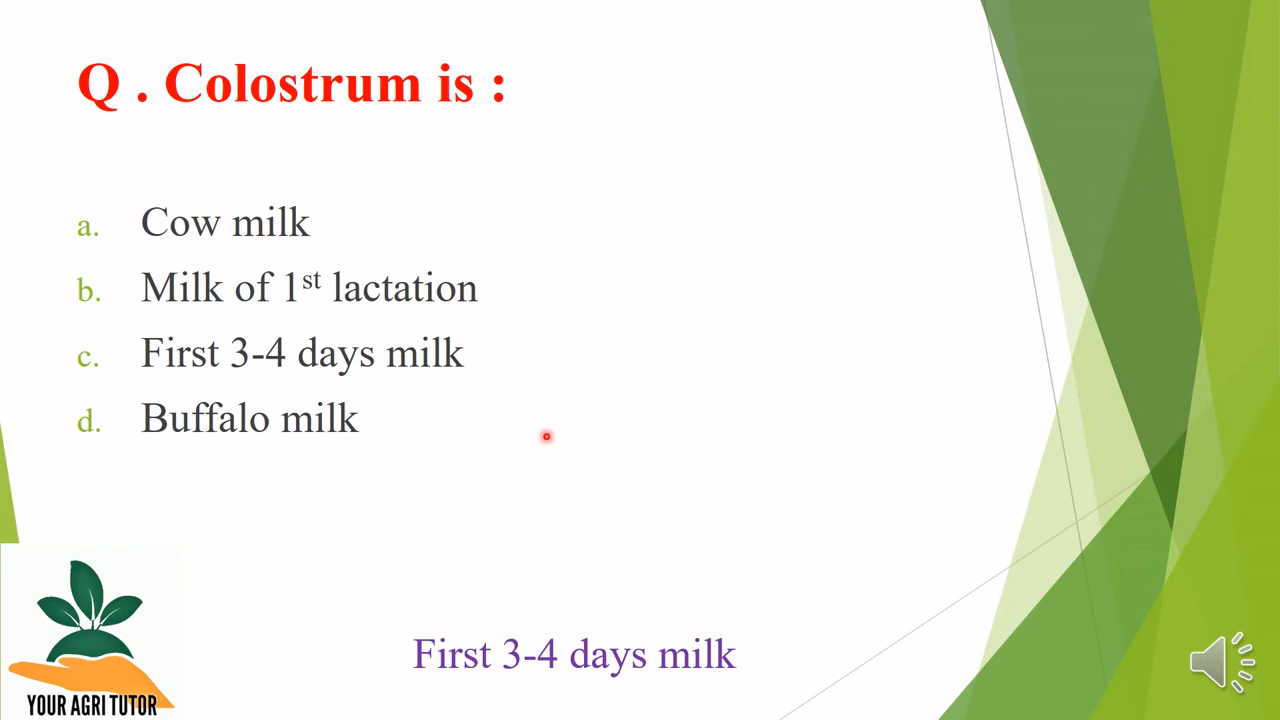 Q . Colostrum is :
a. Cow milk
b. Milk of 1st lactation
c. First 3-4 days milk
d. Buffalo milk
First 3-4 days milk
YOUR AGRI TUTOR